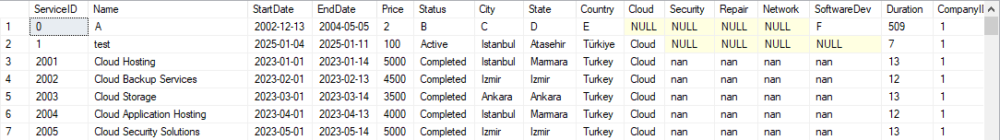 ServiceID Name StartDate EndDate Price Status City State Country Cloud Security Repair Network SoftwareDev Duration CompanyI
1 0 A 2002-12-13 2004-05-05 2 B C D E NULL NULL NULL NULL F 509 1
2 1 test 2025-01-04 2025-01-11 100 Active Istanbul Atasehir Türkiye Cloud NULL NULL NULL NULL 7 1
3 2001 Cloud Hosting 2023-01-01 2023-01-14 5000 Completed Istanbul Marmara Turkey Cloud nan nan nan nan 13 1
4 2002 Cloud Backup Services 2023-02-01 2023-02-13 4500 Completed Izmir Izmir Turkey Cloud nan nan nan nan 12 1
5 2003 Cloud Storage 2023-03-01 2023-03-14 3500 Completed Ankara Ankara Turkey Cloud nan nan nan nan 13 1
6 2004 Cloud Application Hosting 2023-04-01 2023-04-13 4000 Completed Istanbul Marmara Turkey Cloud nan nan nan nan 12 1
7 2005 Cloud Security Solutions 2023-05-01 2023-05-14 5000 Completed Izmir Izmir Turkey Cloud nan nan nan nan 13 1